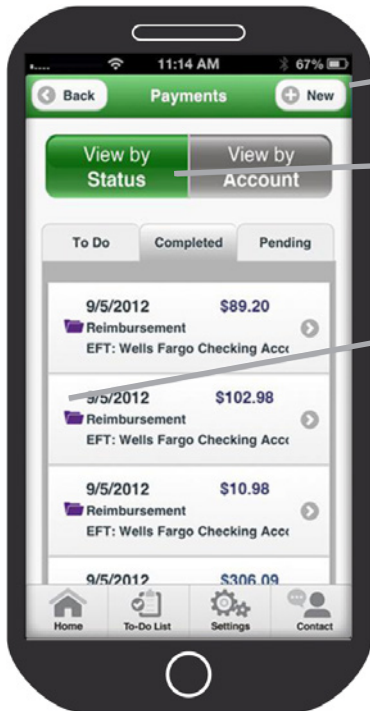 11:14 AM 67%
Back Payments New
View by View by
Status Account
To Do Completed Pending
9/5/2012 $89.20
Reimbursement
EFT: Wells Fargo Checking Acc
9/5/2012 $102.98
Reimbursement
EFT: Wells Fargo Checking Acc
9/5/2012 $10.98
Reimbursement
EFT: Wells Fargo Checking Acc
9/5/2012 $306.09
Home To-Do List Settings Contact